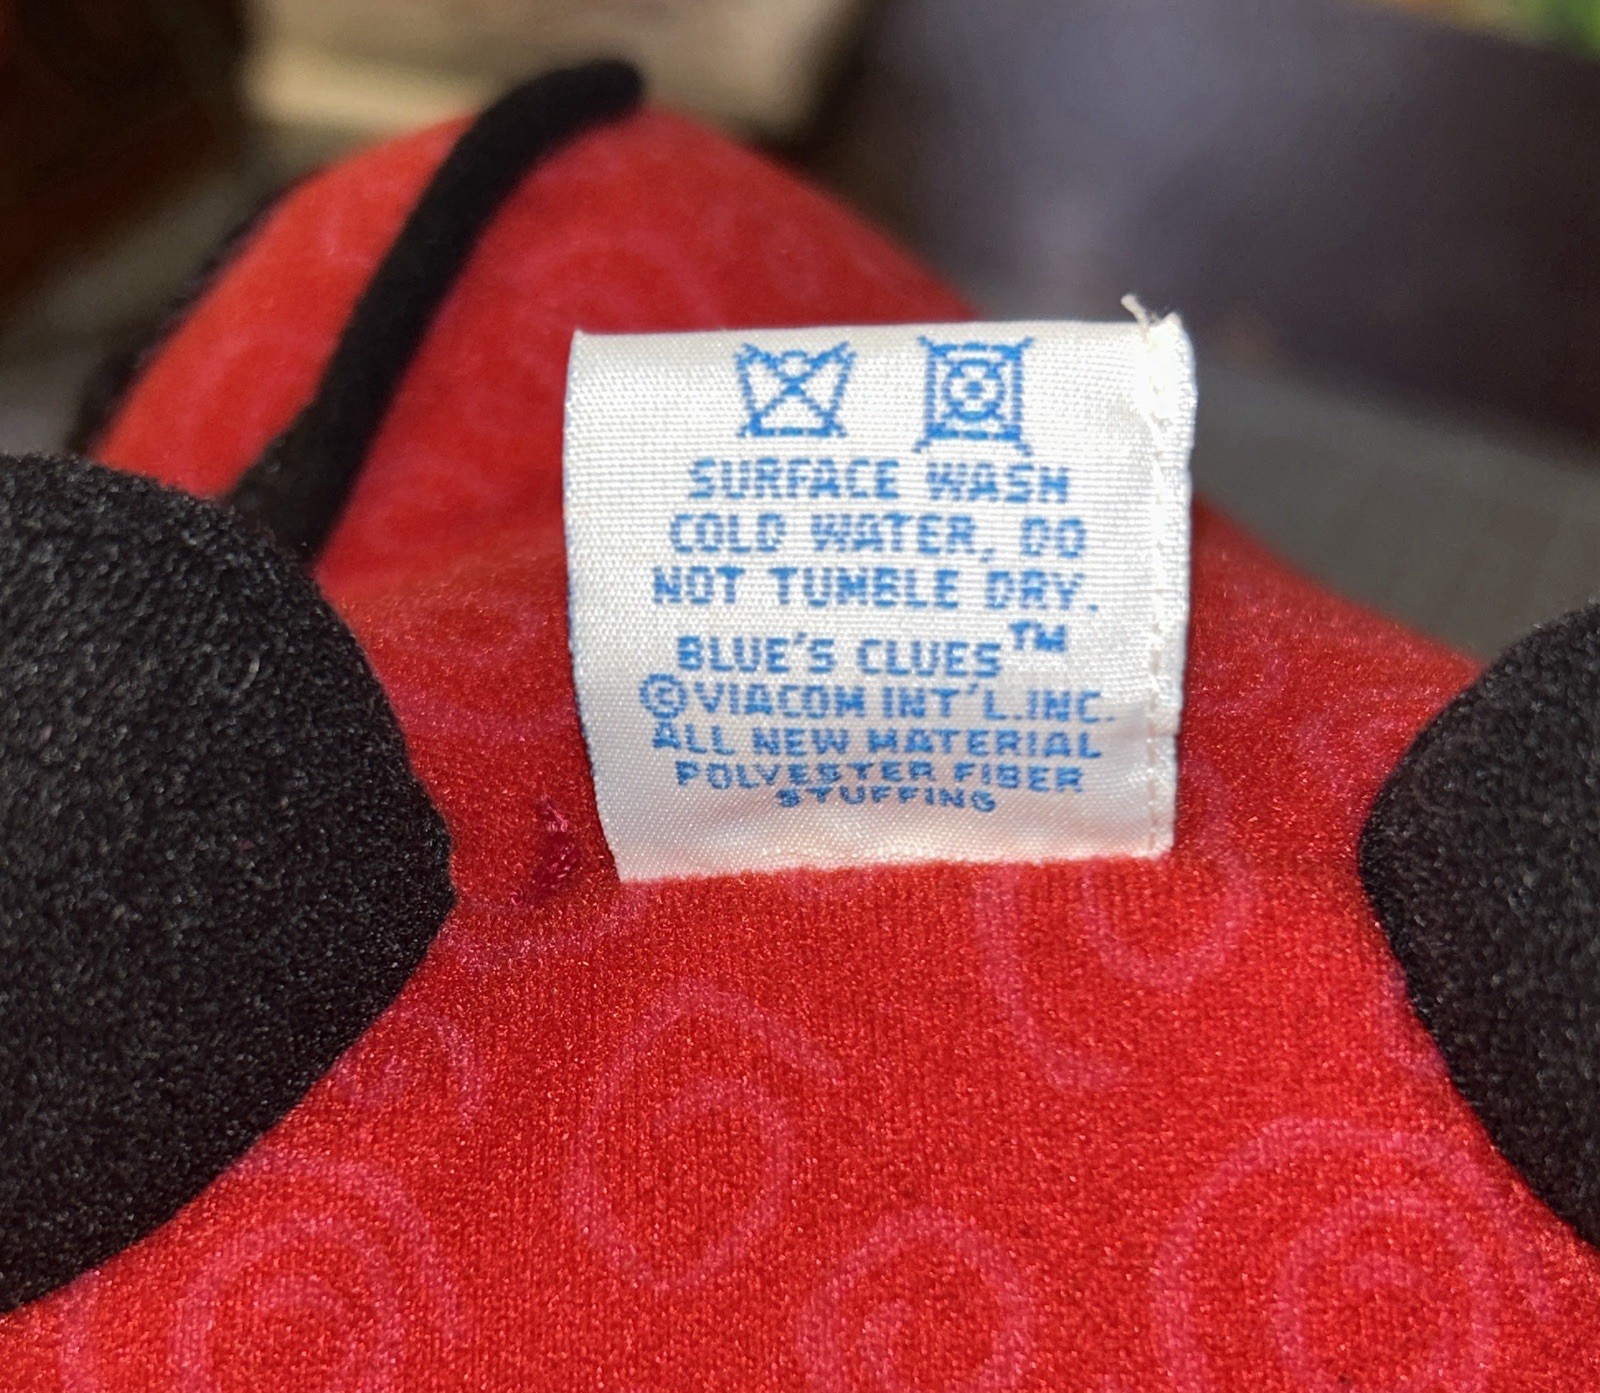 SURFACE WASH
COLD WATER, DO
NOT TUMBLE DRY.
BLUE'S CLUES™
©VIACOM INT'L.INC.
ALL NEW MATERIAL
POLYESTER FIBER
STUFFING